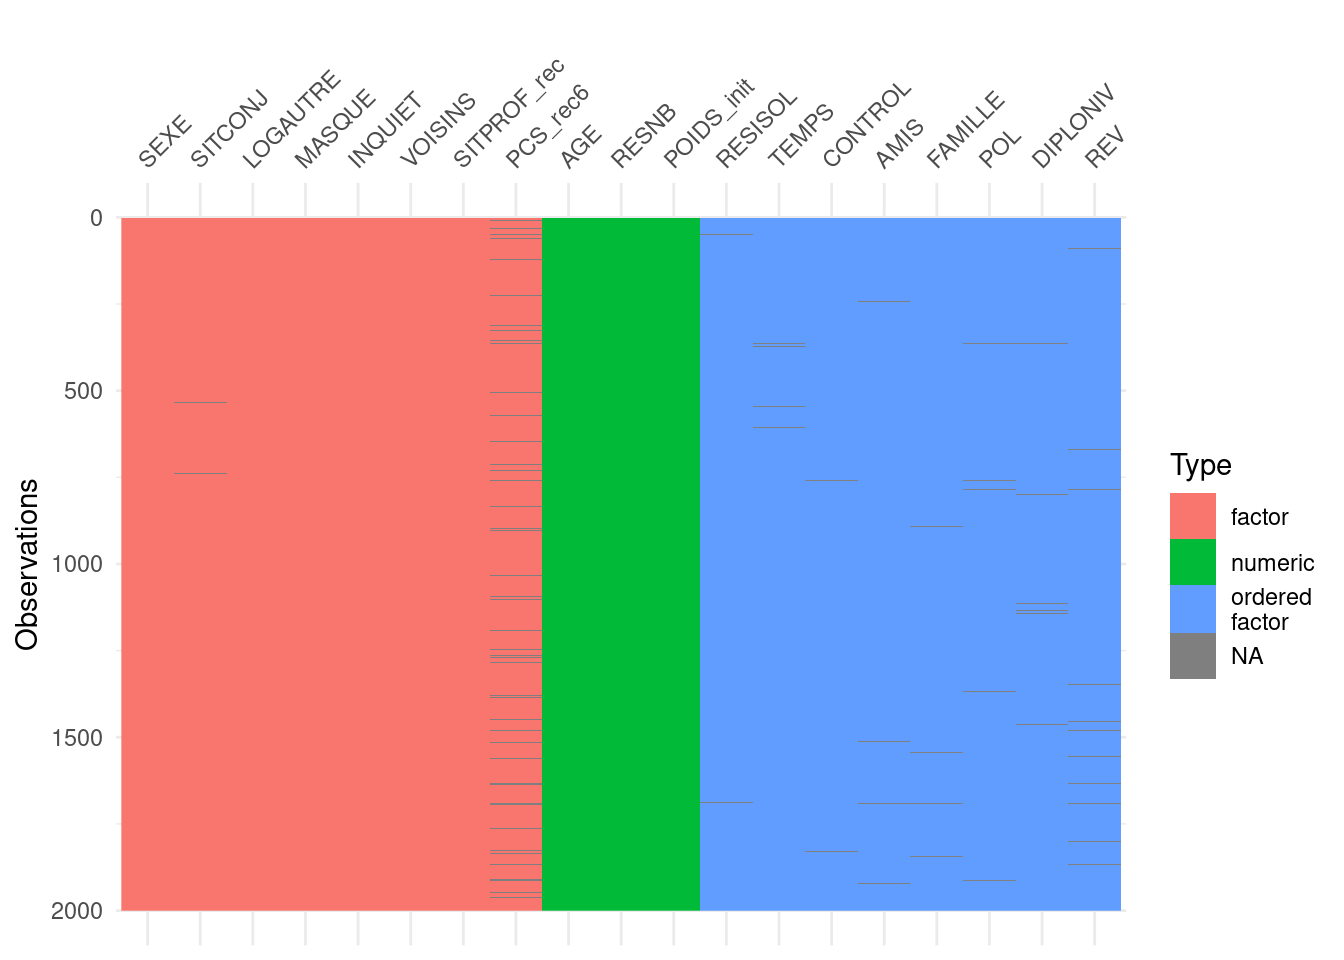 SEXE
SITCONJ
LOGAUTRE
MASQUE
INQUIET
VOISINS
SITPROF_rec
PCS_rec6
AGE
RESNB
POIDS_init
RESISOL
TEMPS
CONTROL
AMIS
FAMILLE
POL
DIPLONIV
REV
0
500
1000
1500
2000
Observations
Type
factor
numeric
ordered
factor
NA